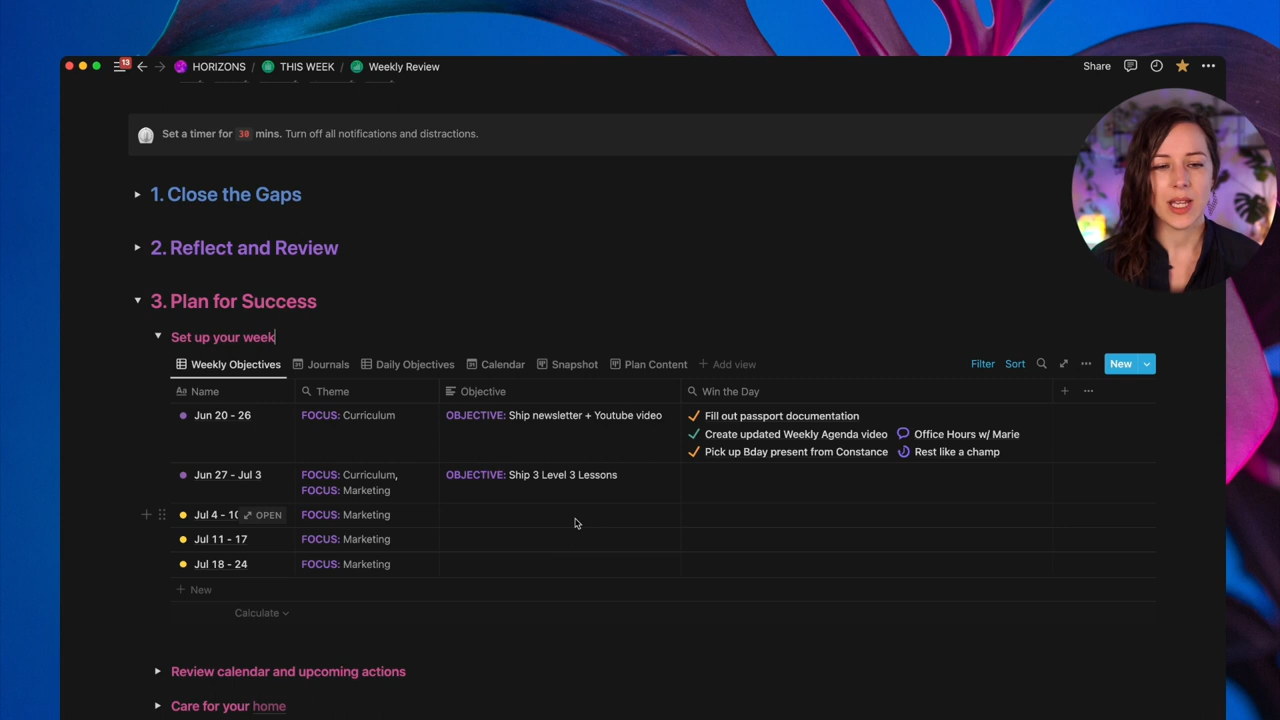 13
HORIZONS / THIS WEEK / Weekly Review
Share
Set a timer for 30 mins. Turn off all notifications and distractions.
1. Close the Gaps
2. Reflect and Review
3. Plan for Success
Set up your week
Weekly Objectives Journals Daily Objectives Calendar Snapshot Plan Content + Add view
Filter Sort New
Aa Name Theme Objective Win the Day
Jun 20 - 26 FOCUS: Curriculum OBJECTIVE: Ship newsletter + Youtube video
Fill out passport documentation
Create updated Weekly Agenda video Office Hours w/ Marie
Pick up Bday present from Constance Rest like a champ
Jun 27 - Jul 3 FOCUS: Curriculum, OBJECTIVE: Ship 3 Level 3 Lessons
FOCUS: Marketing
Jul 4 - 10 OPEN FOCUS: Marketing
Jul 11 - 17 FOCUS: Marketing
Jul 18 - 24 FOCUS: Marketing
+ New
Calculate
Review calendar and upcoming actions
Care for your home